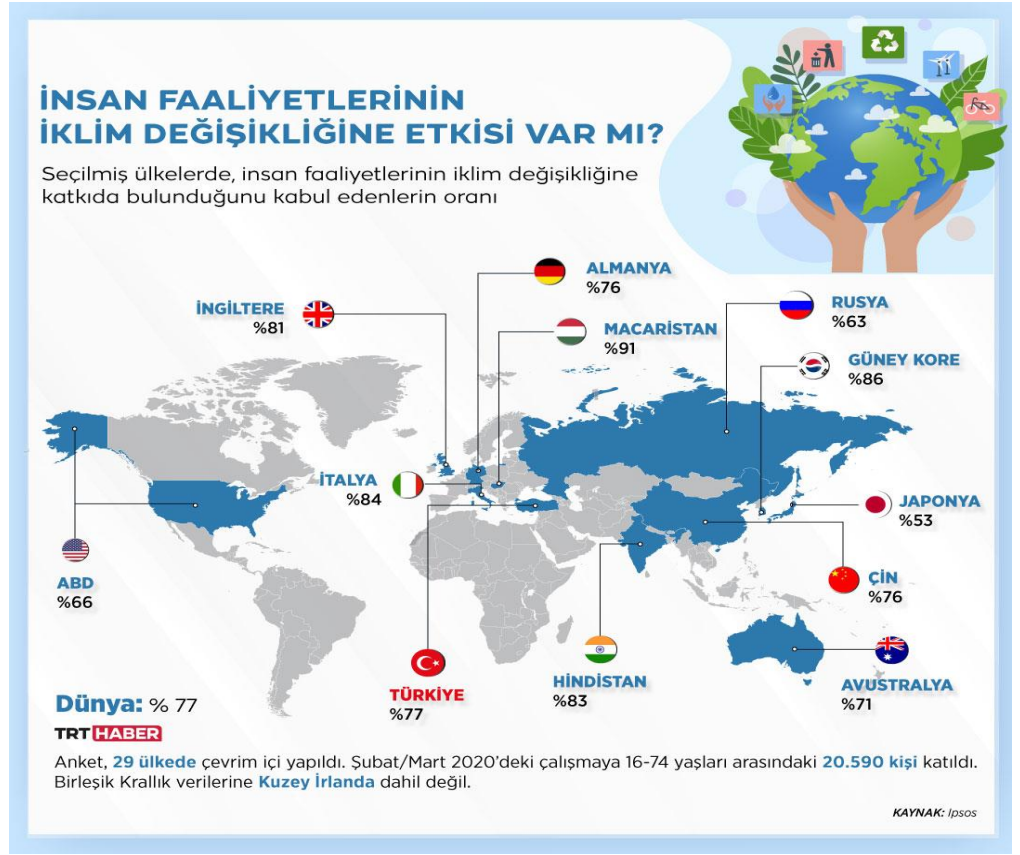 İNSAN FAALİYETLERİNİN
İKLİM DEĞİŞİKLİĞİNE ETKİSİ VAR MI?
Seçilmiş ülkelerde, insan faaliyetlerinin iklim değişikliğine
katkıda bulunduğunu kabul edenlerin oranı
ALMANYA
%76
İNGİLTERE
%81
RUSYA
%63
MACARİSTAN
%91
GÜNEY KORE
%86
İTALYA
%84
JAPONYA
%53
ABD
%66
ÇİN
%76
TÜRKİYE
%77
HİNDİSTAN
%83
AVUSTRALYA
%71
Dünya: % 77
TRT HABER
Anket, 29 ülkede çevrim içi yapıldı. Şubat/Mart 2020'deki çalışmaya 16-74 yaşları arasındaki 20.590 kişi katıldı.
Birleşik Krallık verilerine Kuzey İrlanda dahil değil.
KAYNAK: Ipsos